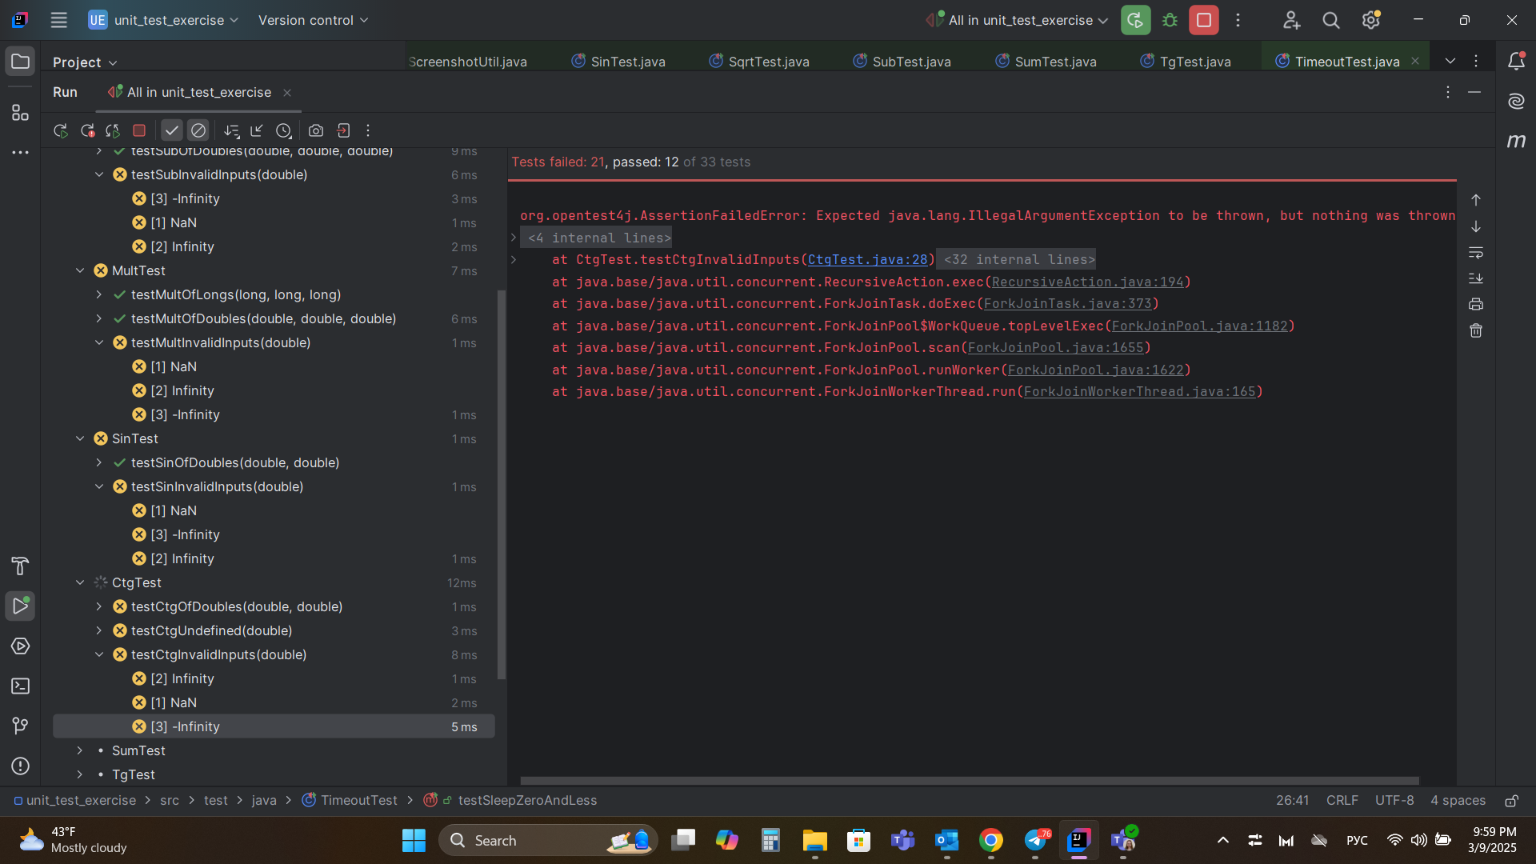 UE unit_test_exercise Version control All in unit_test_exercise
Project ScreenshotUtil.java SinTest.java SqrtTest.java SubTest.java SumTest.java TgTest.java TimeoutTest.java
Run All in unit_test_exercise
testSubOfDoubles(double, double, double) 9 ms
testSubInvalidInputs(double) 6 ms
[3] -Infinity 3 ms
[1] NaN 1 ms
[2] Infinity 2 ms
MultTest 7 ms
testMultOfLongs(long, long, long)
testMultOfDoubles(double, double, double) 6 ms
testMultInvalidInputs(double) 1 ms
[1] NaN
[2] Infinity
[3] -Infinity 1 ms
SinTest 1 ms
testSinOfDoubles(double, double)
testSinInvalidInputs(double) 1 ms
[1] NaN
[3] -Infinity
[2] Infinity 1 ms
CtgTest 12 ms
testCtgOfDoubles(double, double) 1 ms
testCtgUndefined(double) 3 ms
testCtgInvalidInputs(double) 8 ms
[2] Infinity 1 ms
[1] NaN 2 ms
[3] -Infinity 5 ms
SumTest
TgTest
Tests failed: 21, passed: 12 of 33 tests
org.opentest4j.AssertionFailedError: Expected java.lang.IllegalArgumentException to be thrown, but nothing was thrown
<4 internal lines>
at CtgTest.testCtgInvalidInputs(CtgTest.java:28) <32 internal lines>
at java.base/java.util.concurrent.RecursiveAction.exec(RecursiveAction.java:194)
at java.base/java.util.concurrent.ForkJoinTask.doExec(ForkJoinTask.java:373)
at java.base/java.util.concurrent.ForkJoinPool$WorkQueue.topLevelExec(ForkJoinPool.java:1182)
at java.base/java.util.concurrent.ForkJoinPool.scan(ForkJoinPool.java:1655)
at java.base/java.util.concurrent.ForkJoinPool.runWorker(ForkJoinPool.java:1622)
at java.base/java.util.concurrent.ForkJoinWorkerThread.run(ForkJoinWorkerThread.java:165)
unit_test_exercise > src > test > java > TimeoutTest > testSleepZeroAndLess 26:41 CRLF UTF-8 4 spaces
43°F
Mostly cloudy
Search
76
РУС
9:59 PM
3/9/2025